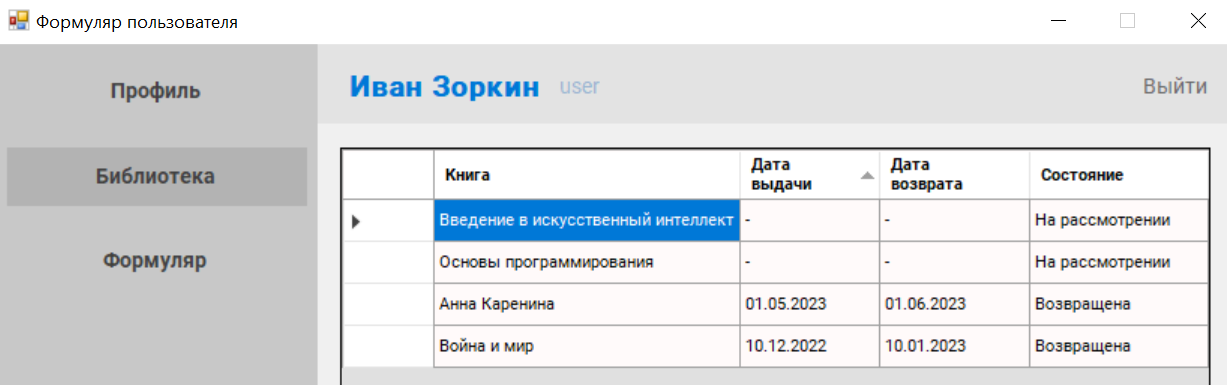 Формуляр пользователя
Профиль
Библиотека
Формуляр
Иван Зоркин user Выйти
Книга Дата выдачи Дата возврата Состояние
Введение в искусственный интеллект - - На рассмотрении
Основы программирования - - На рассмотрении
Анна Каренина 01.05.2023 01.06.2023 Возвращена
Война и мир 10.12.2022 10.01.2023 Возвращена